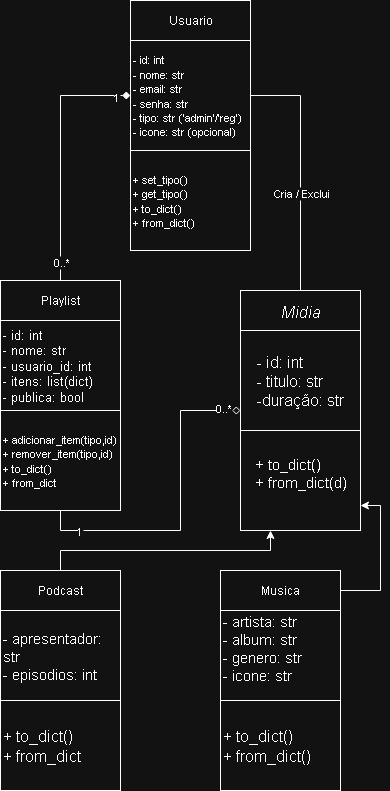 Usuario
- id: int
- nome: str
- email: str
- senha: str
- tipo: str ('admin'/'reg')
- icone: str (opcional)
+ set_tipo()
+ get_tipo()
+ to_dict()
+ from_dict()
1
Cria / Exclui
0..*
Playlist
- id: int
- nome: str
- usuario_id: int
- itens: list(dict)
- publica: bool
+ adicionar_item(tipo,id)
+ remover_item(tipo,id)
+ to_dict()
+ from_dict
Midia
- id: int
- titulo: str
-duração: str
+ to_dict()
+ from_dict(d)
0..*
1
Podcast
- apresentador:
str
- episodios: int
+ to_dict()
+ from_dict
Musica
- artista: str
- album: str
- genero: str
- icone: str
+ to_dict()
+ from_dict()